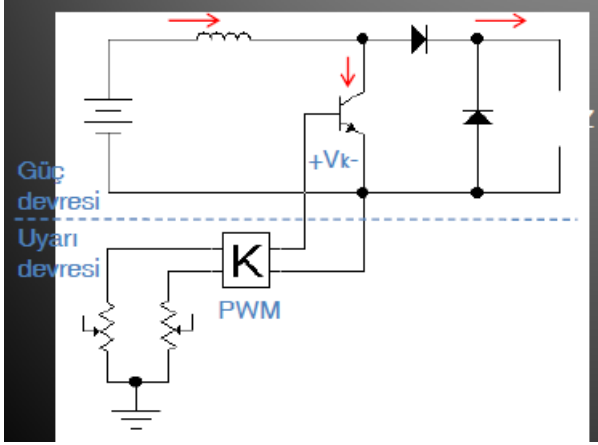 +Vk-
Güç
devresi
Uyarı
devresi
K
PWM
Z